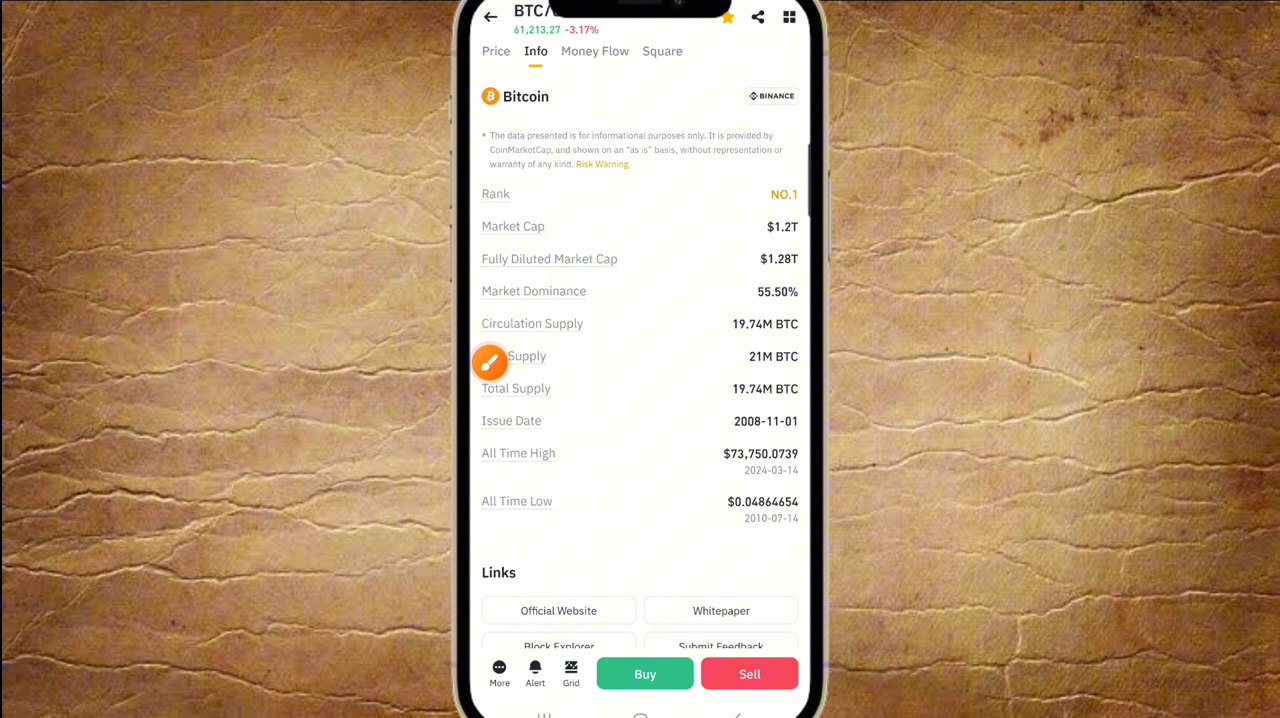 BTC/
61,213.27 -3.17%
Price Info Money Flow Square
Bitcoin BINANCE
* The data presented is for informational purposes only. It is provided by
CoinMarketCap, and shown on an "as is" basis, without representation or
warranty of any kind. Risk Warning
Rank NO.1
Market Cap $1.2T
Fully Diluted Market Cap $1.28T
Market Dominance 55.50%
Circulation Supply 19.74M BTC
Supply 21M BTC
Total Supply 19.74M BTC
Issue Date 2008-11-01
All Time High $73,750.0739
2024-03-14
All Time Low $0.04864654
2010-07-14
Links
Official Website Whitepaper
Block Explorer Submit Feedback
More Alert Grid Buy Sell